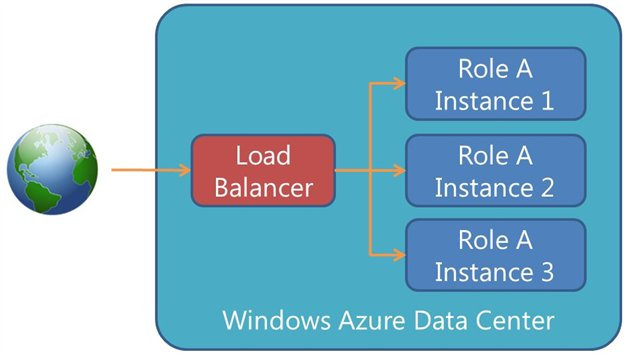 Role A
Instance 1
Load
Balancer
Role A
Instance 2
Role A
Instance 3
Windows Azure Data Center